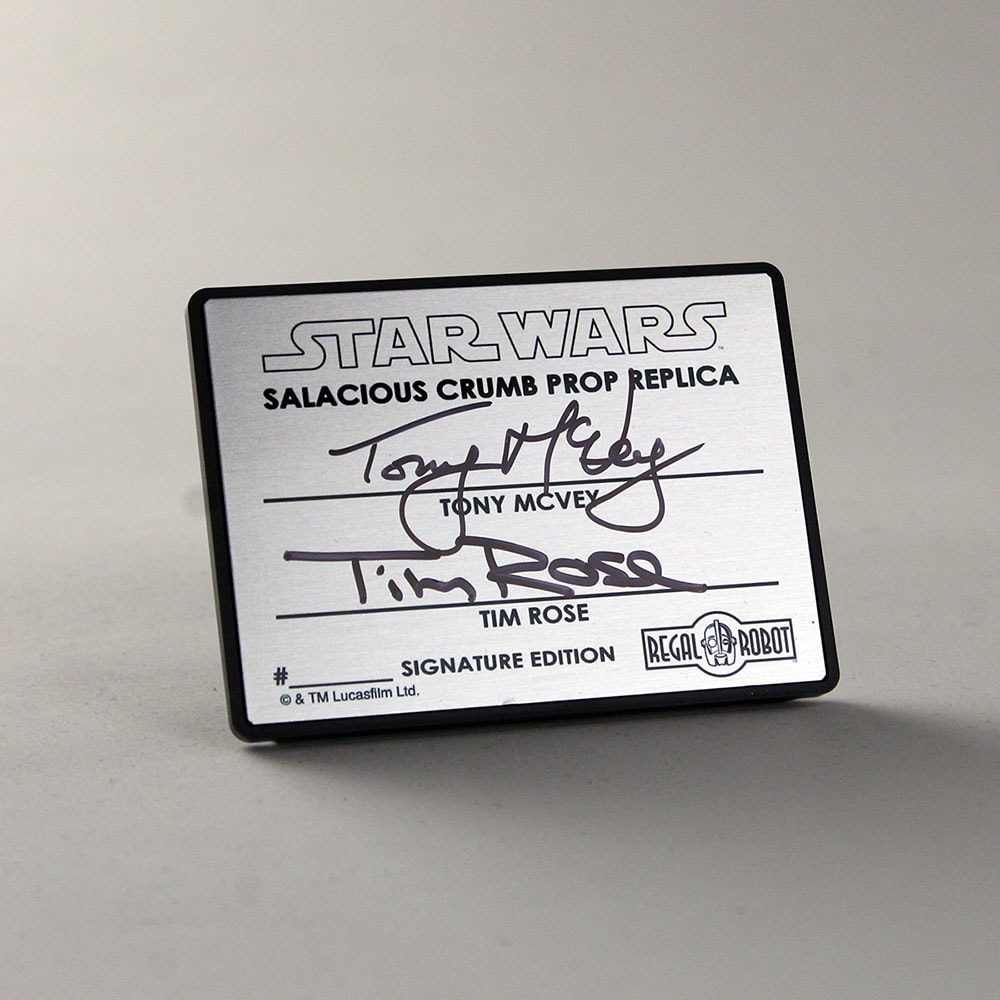 STAR WARS
SALACIOUS CRUMB PROP REPLICA
Tony McVey
TONY MCVEY
Tim Rose
TIM ROSE
#______ SIGNATURE EDITION
REGAL ROBOT
© & TM Lucasfilm Ltd.